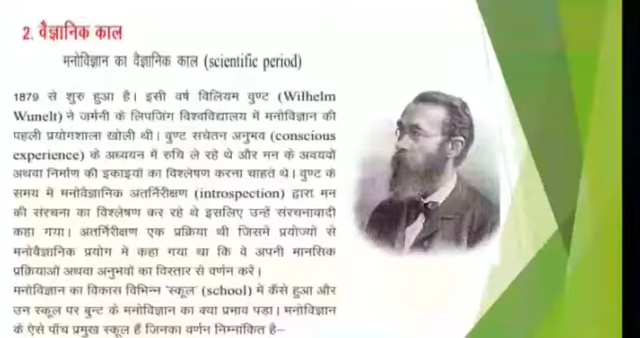 2. वैज्ञानिक काल
मनोविज्ञान का वैज्ञानिक काल (scientific period)
1879 से शुरु हुआ है। इसी वर्ष विलियम वुण्ट (Wilhelm
Wunelt) ने जर्मनी के लिपजिंग विश्वविद्यालय में मनोविज्ञान की
पहली प्रयोगशाला खोली थी। वुण्ट सचेतन अनुभव (conscious
experience) के अध्ययन में रुचि ले रहे थे और मन के अवयवों
अथवा निर्माण की इकाइयों का विश्लेषण करना चाहते थे। वुण्ट के
समय में मनोवैज्ञानिक अतर्निरीक्षण (introspection) द्वारा मन
की संरचना का विश्लेषण कर रहे थे इसलिए उन्हें संरचनावादी
कहा गया। अतर्निरीक्षण एक प्रक्रिया थी जिसमें प्रयोज्यों से
मनोवैज्ञानिक प्रयोग में कहा गया था कि वे अपनी मानसिक
प्रक्रियाओं अथवा अनुभवों का विस्तार से वर्णन करें।
मनोविज्ञान का विकास विभिन्न 'स्कूल' (school) में कैसे हुआ और
उन स्कूल पर बुन्ट के मनोविज्ञान का क्या प्रभाव पड़ा। मनोविज्ञान
के ऐसे पाँच प्रमुख स्कूल हैं जिनका वर्णन निम्नांकित है–